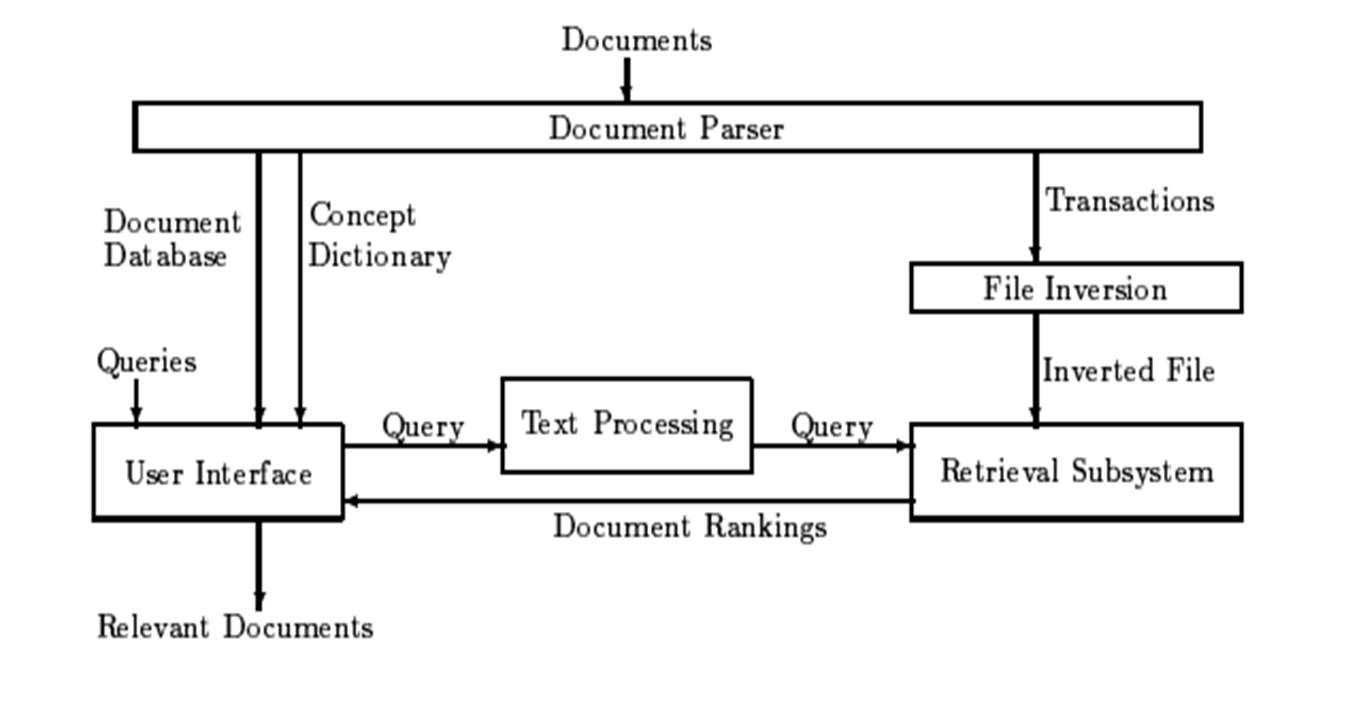 Documents
Document Parser
Document
Database
Concept
Dictionary
Transactions
File Inversion
Queries
Inverted File
Query
Text Processing
Query
User Interface
Retrieval Subsystem
Document Rankings
Relevant Documents